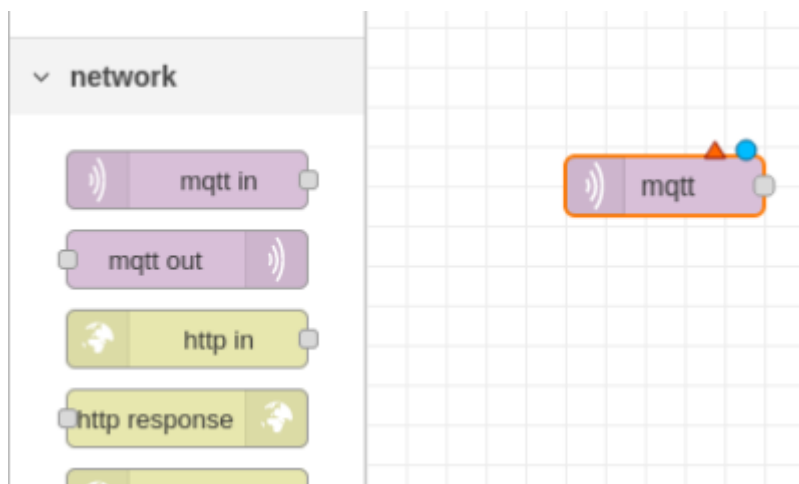 network
mqtt in
mqtt
mqtt out
http in
http response